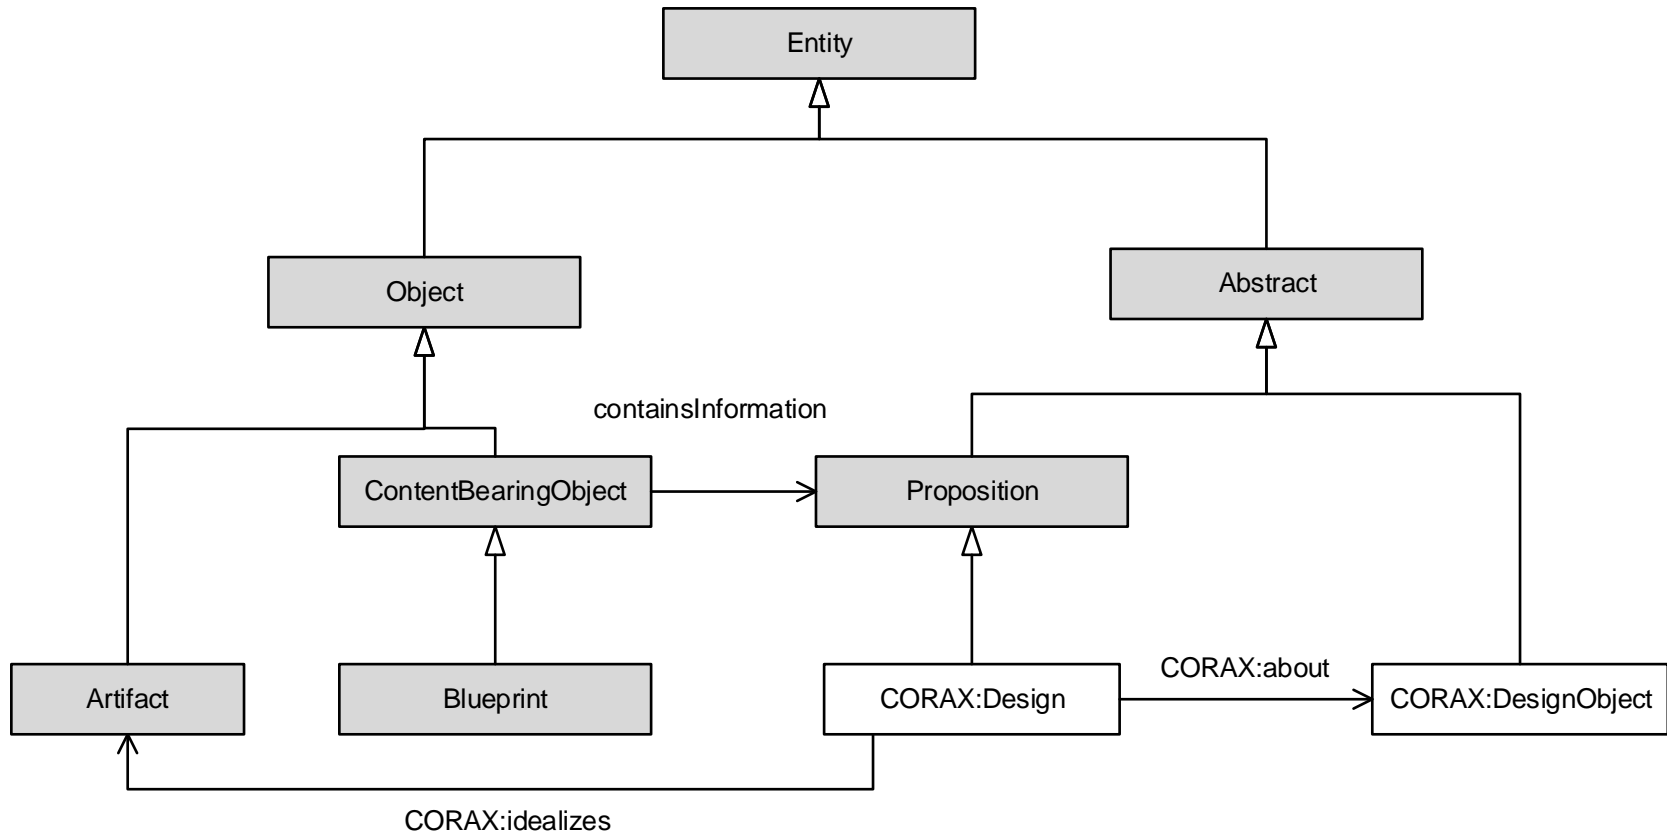 Entity
Object
Abstract
containsInformation
ContentBearingObject
Proposition
Artifact
Blueprint
CORAX:Design
CORAX:about
CORAX:DesignObject
CORAX:idealizes